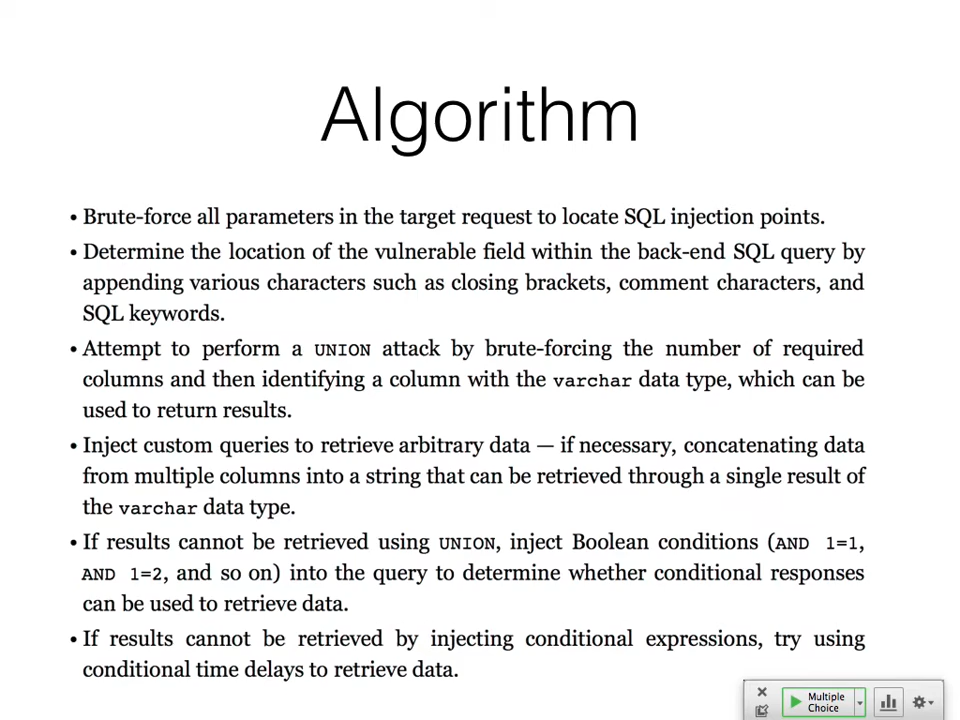 Algorithm
• Brute-force all parameters in the target request to locate SQL injection points.
• Determine the location of the vulnerable field within the back-end SQL query by
appending various characters such as closing brackets, comment characters, and
SQL keywords.
• Attempt to perform a UNION attack by brute-forcing the number of required
columns and then identifying a column with the varchar data type, which can be
used to return results.
• Inject custom queries to retrieve arbitrary data — if necessary, concatenating data
from multiple columns into a string that can be retrieved through a single result of
the varchar data type.
• If results cannot be retrieved using UNION, inject Boolean conditions (AND 1=1,
AND 1=2, and so on) into the query to determine whether conditional responses
can be used to retrieve data.
• If results cannot be retrieved by injecting conditional expressions, try using
conditional time delays to retrieve data.
Multiple
Choice